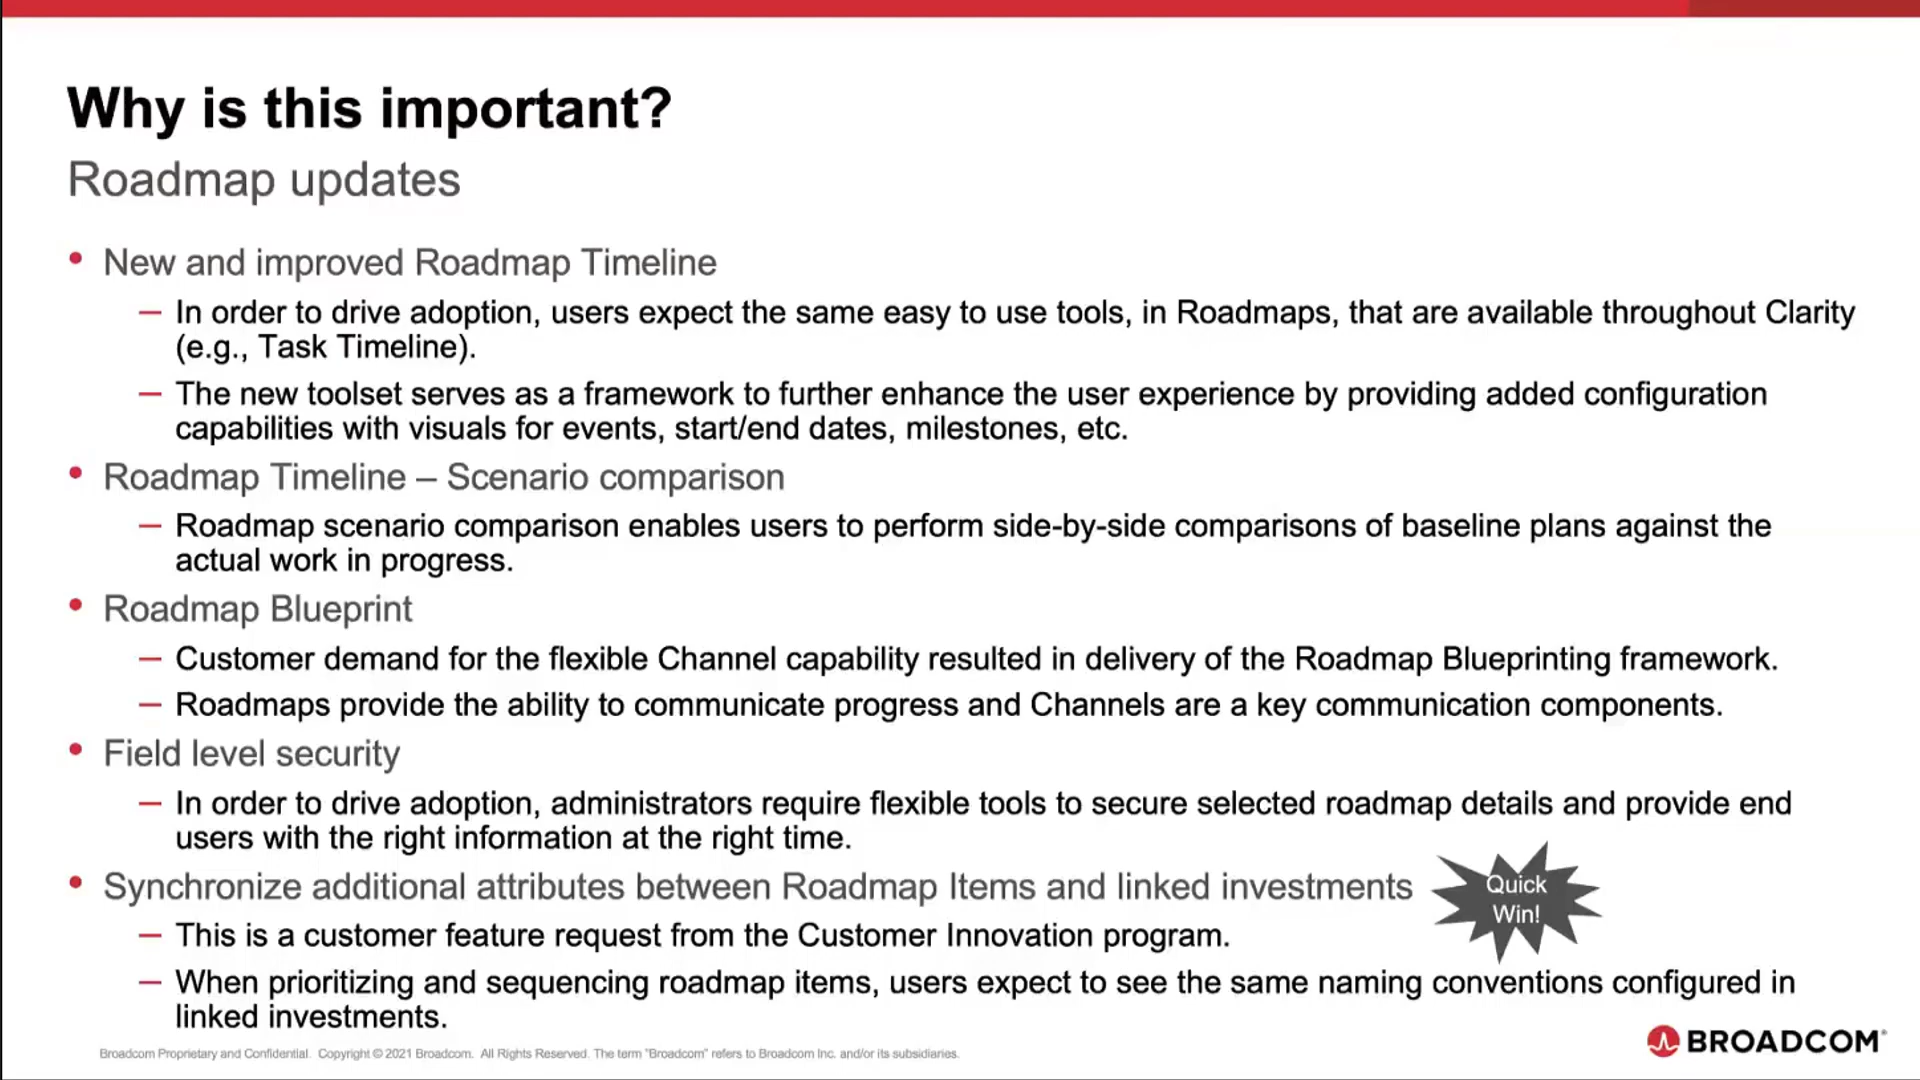 Why is this important?
Roadmap updates
• New and improved Roadmap Timeline
— In order to drive adoption, users expect the same easy to use tools, in Roadmaps, that are available throughout Clarity
(e.g., Task Timeline).
— The new toolset serves as a framework to further enhance the user experience by providing added configuration
capabilities with visuals for events, start/end dates, milestones, etc.
• Roadmap Timeline – Scenario comparison
— Roadmap scenario comparison enables users to perform side-by-side comparisons of baseline plans against the
actual work in progress.
• Roadmap Blueprint
— Customer demand for the flexible Channel capability resulted in delivery of the Roadmap Blueprinting framework.
— Roadmaps provide the ability to communicate progress and Channels are a key communication components.
• Field level security
— In order to drive adoption, administrators require flexible tools to secure selected roadmap details and provide end
users with the right information at the right time.
• Synchronize additional attributes between Roadmap Items and linked investments
Quick
Win!
— This is a customer feature request from the Customer Innovation program.
— When prioritizing and sequencing roadmap items, users expect to see the same naming conventions configured in
linked investments.
Broadcom Proprietary and Confidential. Copyright © 2021 Broadcom. All Rights Reserved. The term "Broadcom" refers to Broadcom Inc. and/or its subsidiaries.
BROADCOM®